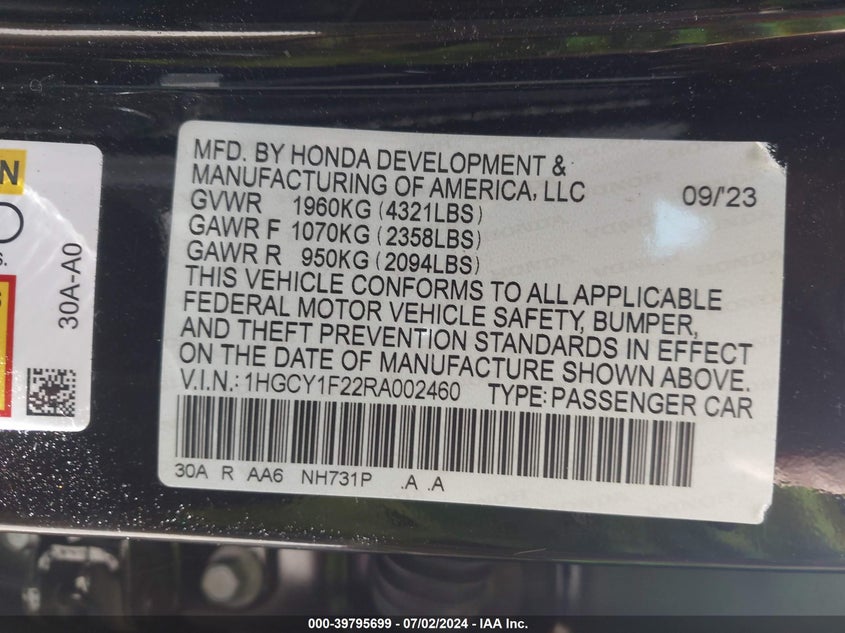 MFD. BY HONDA DEVELOPMENT &
MANUFACTURING OF AMERICA, LLC 09/'23
GVWR 1960KG (4321LBS)
GAWR F 1070KG (2358LBS)
GAWR R 950KG (2094LBS)
THIS VEHICLE CONFORMS TO ALL APPLICABLE
FEDERAL MOTOR VEHICLE SAFETY, BUMPER,
AND THEFT PREVENTION STANDARDS IN EFFECT
ON THE DATE OF MANUFACTURE SHOWN ABOVE.
V.I.N.: 1HGCY1F22RA002460 TYPE: PASSENGER CAR
30A R AA6 NH731P .A .A
30A-A0
000-39795699 - 07/02/2024 - IAA Inc.